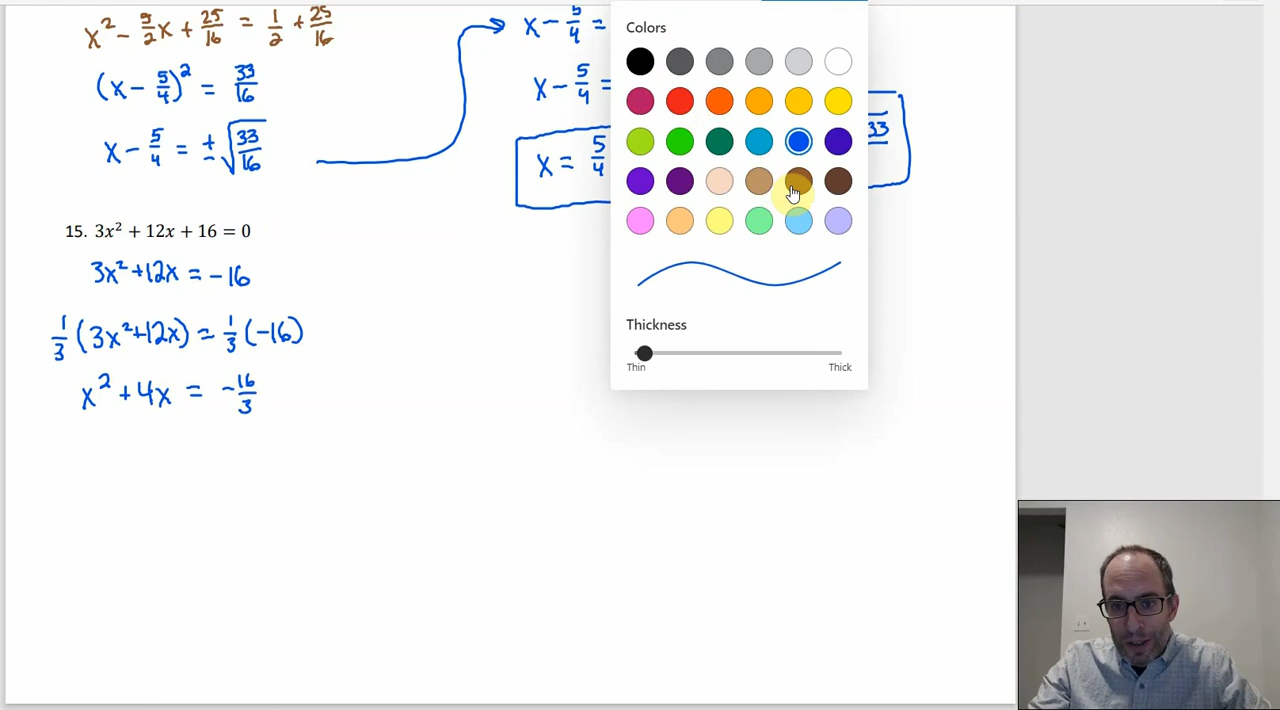 x² - 5/2x + 25/16 = 1/2 + 25/16
(x - 5/4)² = 33/16
x - 5/4 = ±√33/16
x - 5/4 =
x - 5/4 =
x = 5/4
33
15. 3x² + 12x + 16 = 0
3x² + 12x = -16
1/3 (3x² + 12x) = 1/3 (-16)
x² + 4x = -16/3
Colors
Thickness
Thin Thick